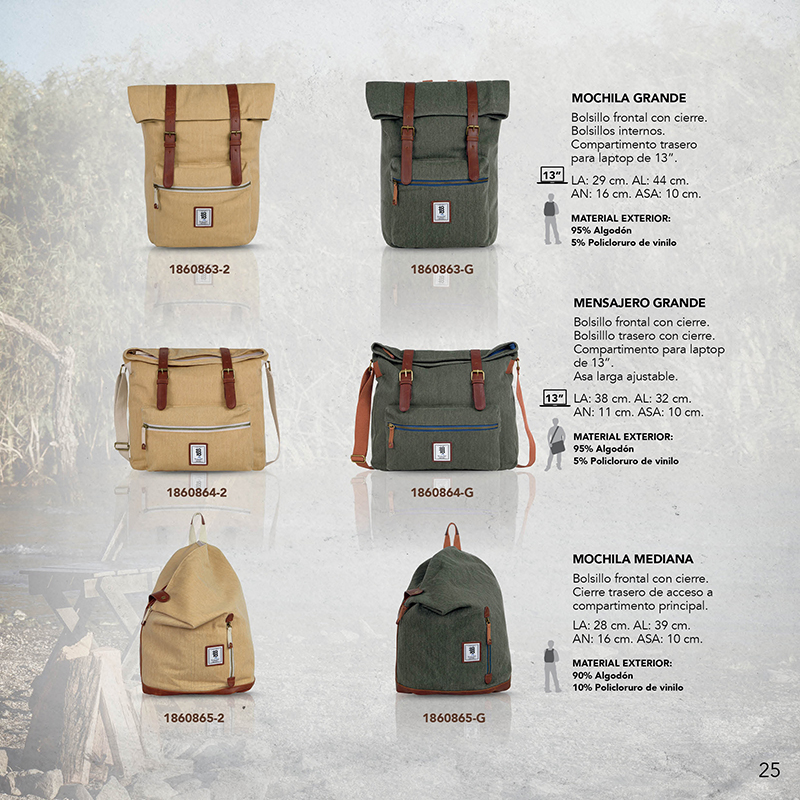 MOCHILA GRANDE
Bolsillo frontal con cierre.
Bolsillos internos.
Compartimento trasero
para laptop de 13”.
13”
LA: 29 cm. AL: 44 cm.
AN: 16 cm. ASA: 10 cm.
MATERIAL EXTERIOR:
95% Algodón
5% Policloruro de vinilo
1860863-2
1860863-G
MENSAJERO GRANDE
Bolsillo frontal con cierre.
Bolsilllo trasero con cierre.
Compartimento para laptop
de 13”.
Asa larga ajustable.
13”
LA: 38 cm. AL: 32 cm.
AN: 11 cm. ASA: 10 cm.
MATERIAL EXTERIOR:
95% Algodón
5% Policloruro de vinilo
1860864-2
1860864-G
MOCHILA MEDIANA
Bolsillo frontal con cierre.
Cierre trasero de acceso a
compartimento principal.
LA: 28 cm. AL: 39 cm.
AN: 16 cm. ASA: 10 cm.
MATERIAL EXTERIOR:
90% Algodón
10% Policloruro de vinilo
1860865-2
1860865-G
25